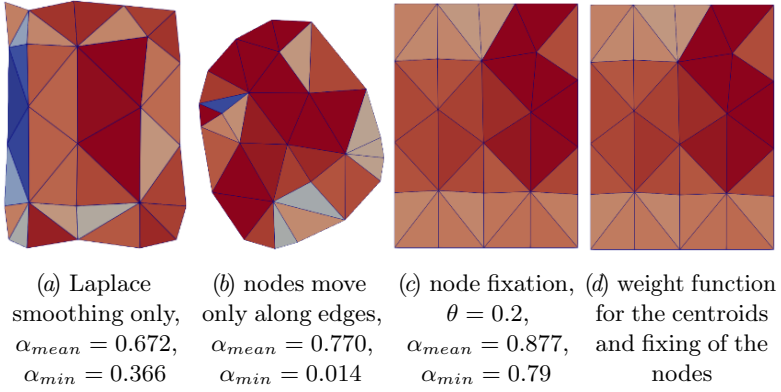 (a) Laplace smoothing only, α_mean = 0.672, α_min = 0.366
(b) nodes move only along edges, α_mean = 0.770, α_min = 0.014
(c) node fixation, θ = 0.2, α_mean = 0.877, α_min = 0.79
(d) weight function for the centroids and fixing of the nodes